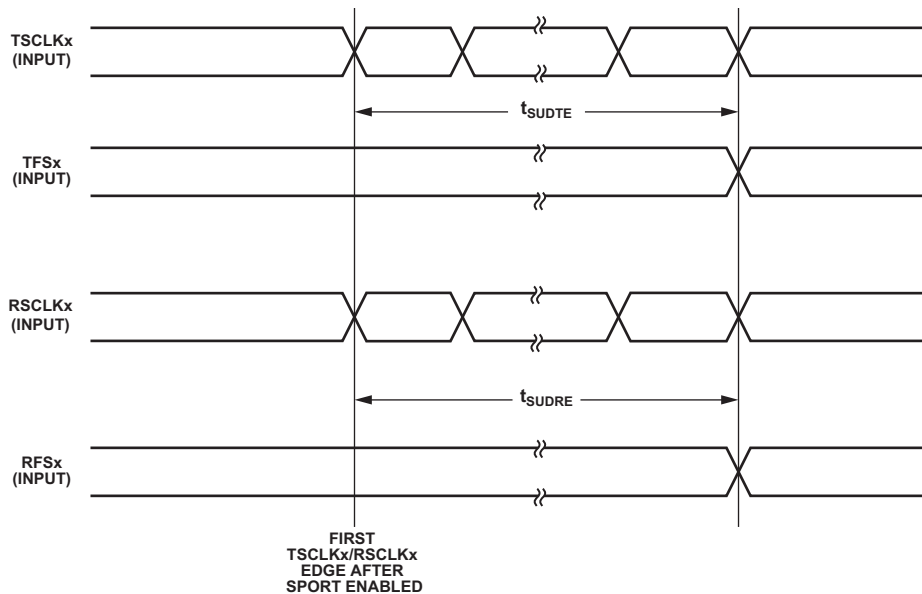 TSCLKx
(INPUT)
tSUDTE
TFSx
(INPUT)
RSCLKx
(INPUT)
tSUDRE
RFSx
(INPUT)
FIRST
TSCLKx/RSCLKx
EDGE AFTER
SPORT ENABLED